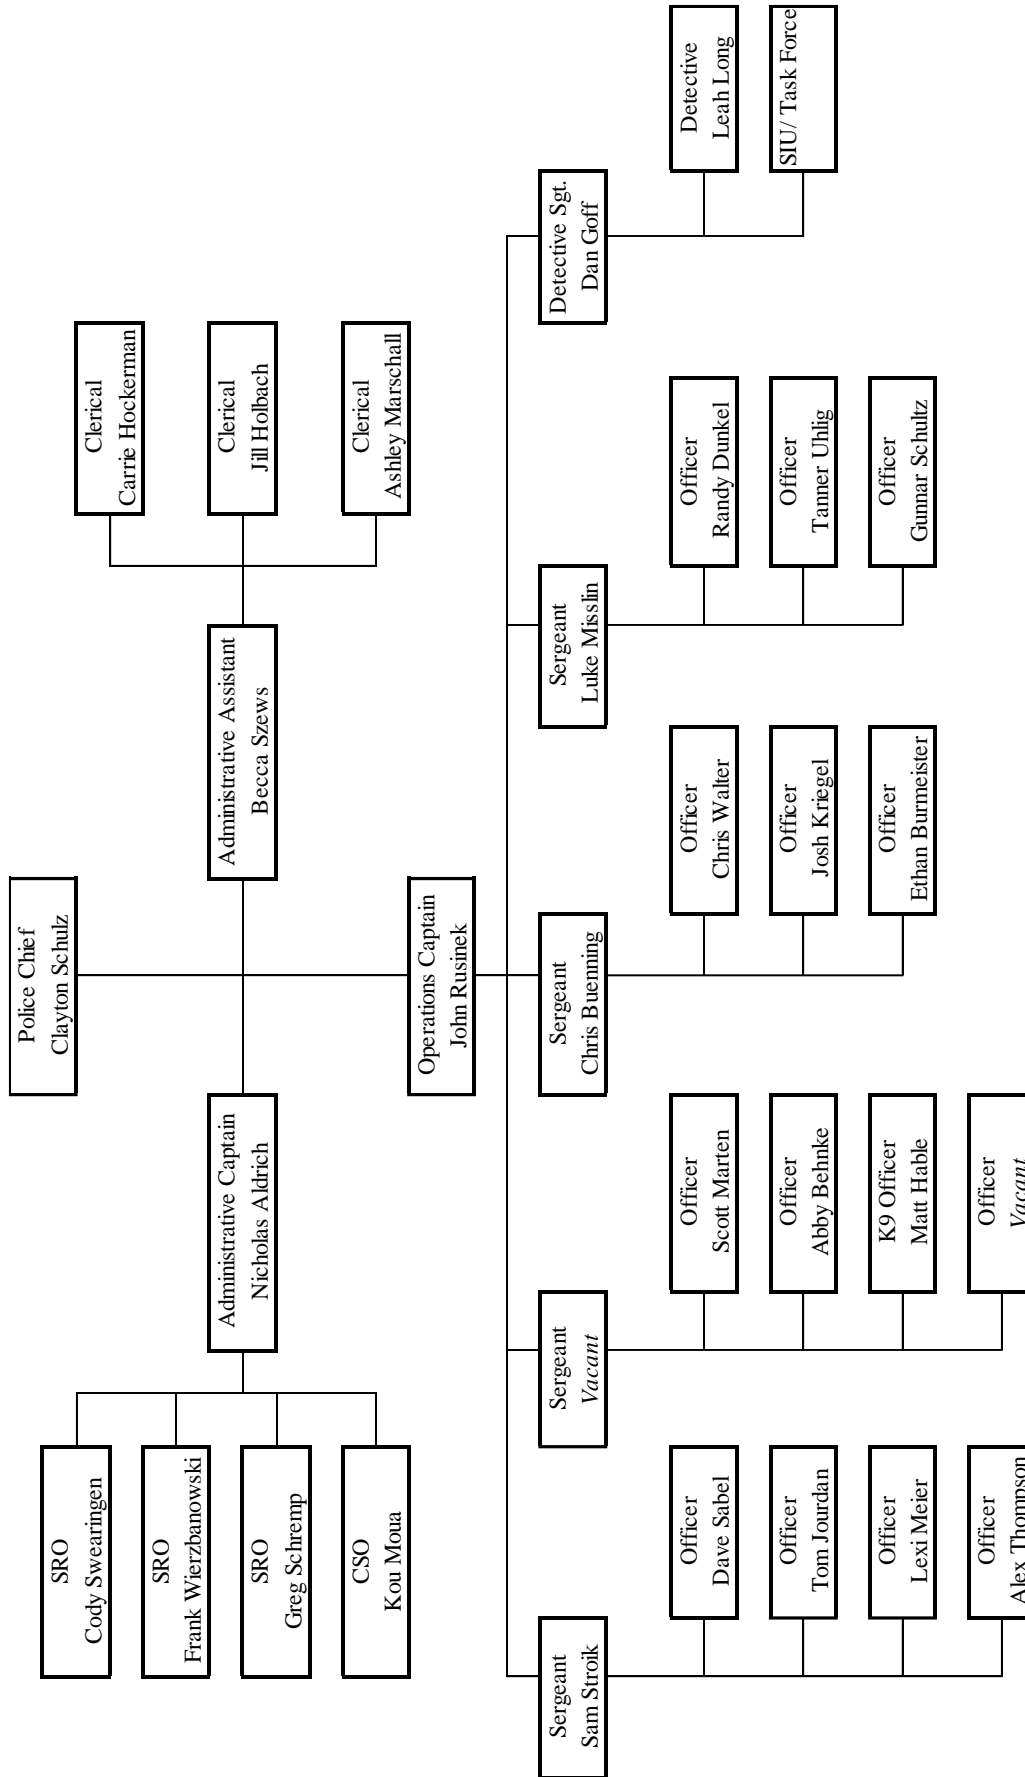 Police Chief
Clayton Schulz
Administrative Captain
Nicholas Aldrich
Administrative Assistant
Becca Szews
SRO
Cody Swearingen
SRO
Frank Wierzbanowski
SRO
Greg Schremp
CSO
Kou Moua
Clerical
Carrie Hockerman
Clerical
Jill Holbach
Clerical
Ashley Marschall
Operations Captain
John Rusinek
Sergeant
Sam Stroik
Officer
Dave Sabel
Officer
Tom Jourdan
Officer
Lexi Meier
Officer
Alex Thompson
Sergeant
Vacant
Officer
Scott Marten
Officer
Abby Behnke
K9 Officer
Matt Hable
Officer
Vacant
Sergeant
Chris Buenning
Officer
Chris Walter
Officer
Josh Kriegel
Officer
Ethan Burmeister
Sergeant
Luke Misslin
Officer
Randy Dunkel
Officer
Tanner Uhlig
Officer
Gunnar Schultz
Detective Sgt.
Dan Goff
Detective
Leah Long
SIU/ Task Force